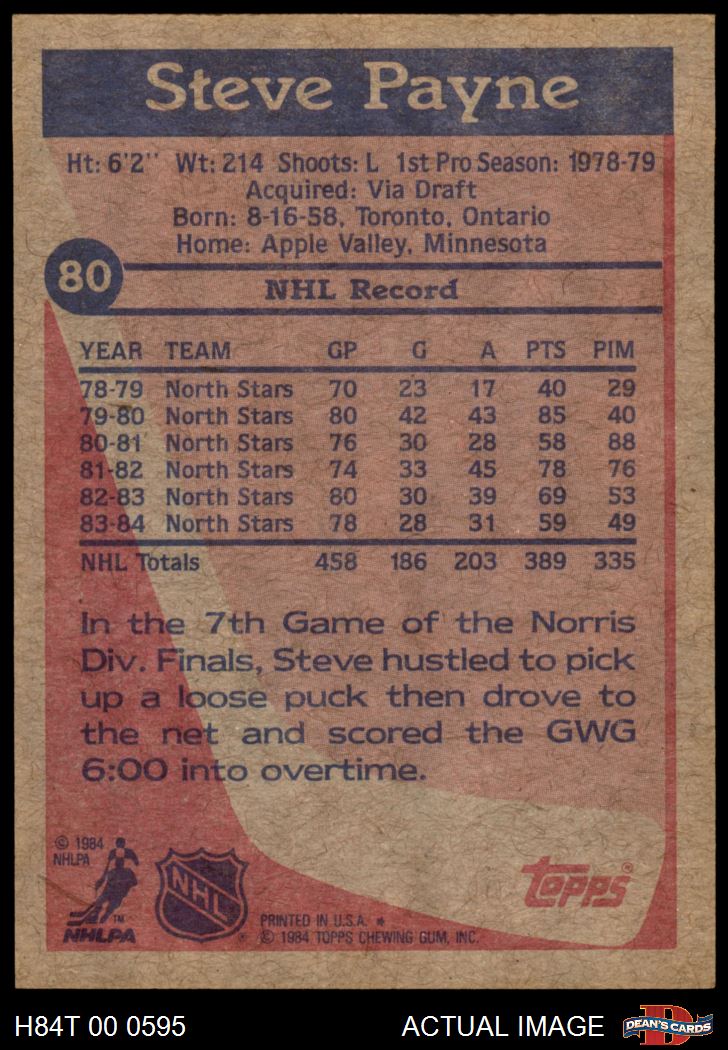 Steve Payne
Ht: 6'2" Wt: 214 Shoots: L 1st Pro Season: 1978-79
Acquired: Via Draft
Born: 8-16-58, Toronto, Ontario
Home: Apple Valley, Minnesota
80
NHL Record
YEAR TEAM GP G A PTS PIM
78-79 North Stars 70 23 17 40 29
79-80 North Stars 80 42 43 85 40
80-81 North Stars 76 30 28 58 88
81-82 North Stars 74 33 45 78 76
82-83 North Stars 80 30 39 69 53
83-84 North Stars 78 28 31 59 49
NHL Totals 458 186 203 389 335
In the 7th Game of the Norris
Div. Finals, Steve hustled to pick
up a loose puck then drove to
the net and scored the GWG
6:00 into overtime.
© 1984
NHLPA
TM
NHLPA
NHL
®
topps®
PRINTED IN U.S.A. *
© 1984 TOPPS CHEWING GUM, INC.
H84T 00 0595
ACTUAL IMAGE
D
DEAN'S CARDS